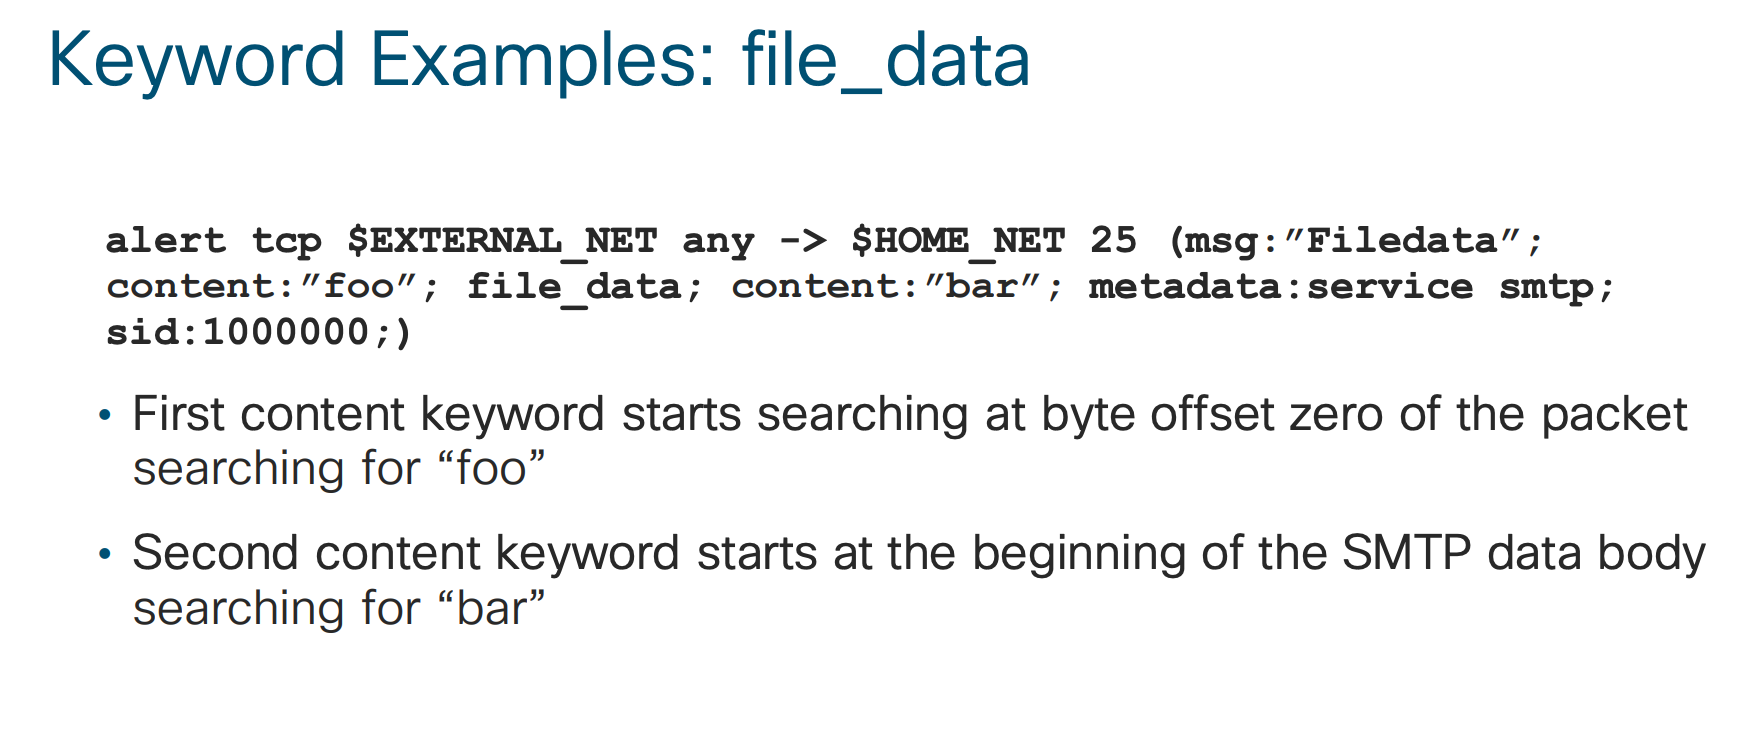 Keyword Examples: file_data
alert tcp $EXTERNAL_NET any -> $HOME_NET 25 (msg:”Filedata”;
content:”foo”; file_data; content:”bar”; metadata:service smtp;
sid:1000000;)
• First content keyword starts searching at byte offset zero of the packet
searching for “foo”
• Second content keyword starts at the beginning of the SMTP data body
searching for “bar”